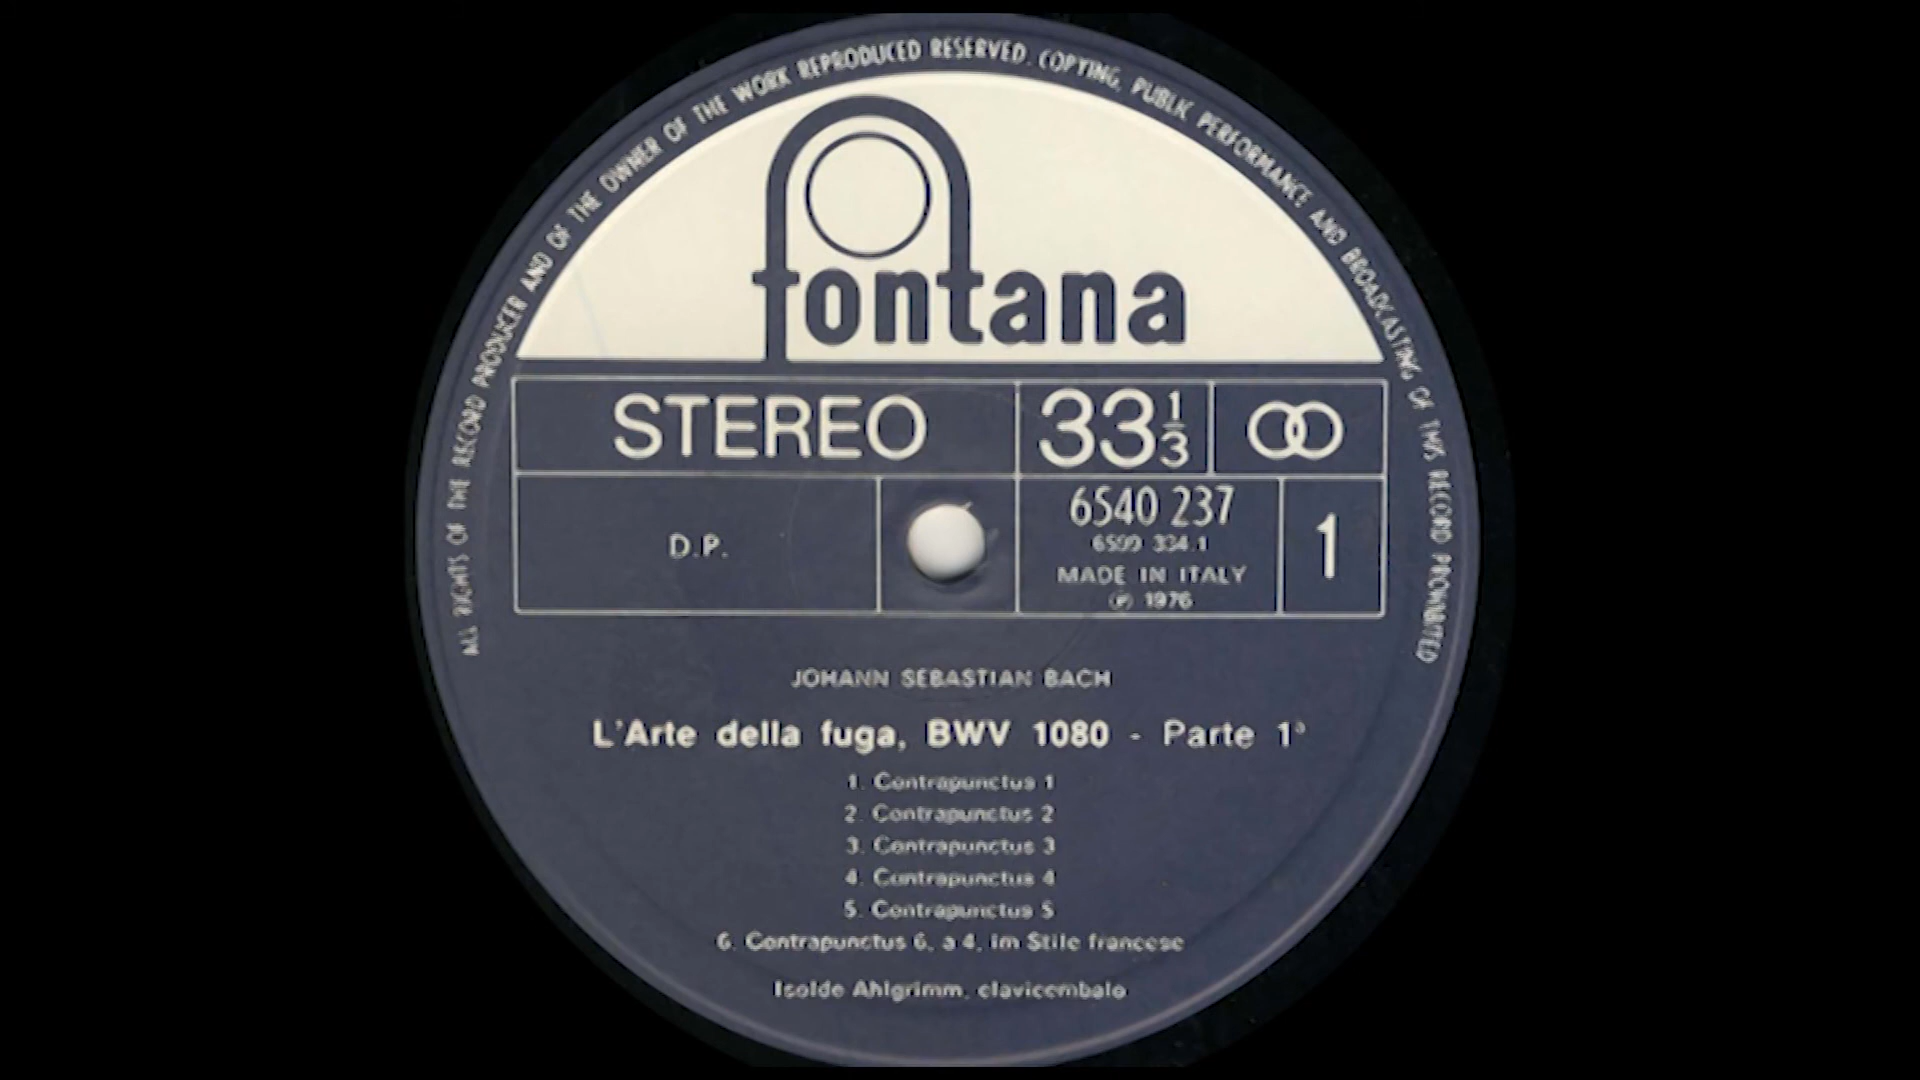 ALL RIGHTS OF THE RECORD PRODUCER AND OF THE OWNER OF THE WORK REPRODUCED RESERVED. COPYING, PUBLIC PERFORMANCE AND BROADCASTING OF THIS RECORD PROHIBITED
fontana
STEREO 33 1/3
D.P.
6540 237
6599 334.1
MADE IN ITALY
℗ 1976
1
JOHANN SEBASTIAN BACH
L'Arte della fuga, BWV 1080 - Parte 1ª
1. Contrapunctus 1
2. Contrapunctus 2
3. Contrapunctus 3
4. Contrapunctus 4
5. Contrapunctus 5
6. Contrapunctus 6, a 4, im Stile francese
Isolde Ahlgrimm, clavicembalo